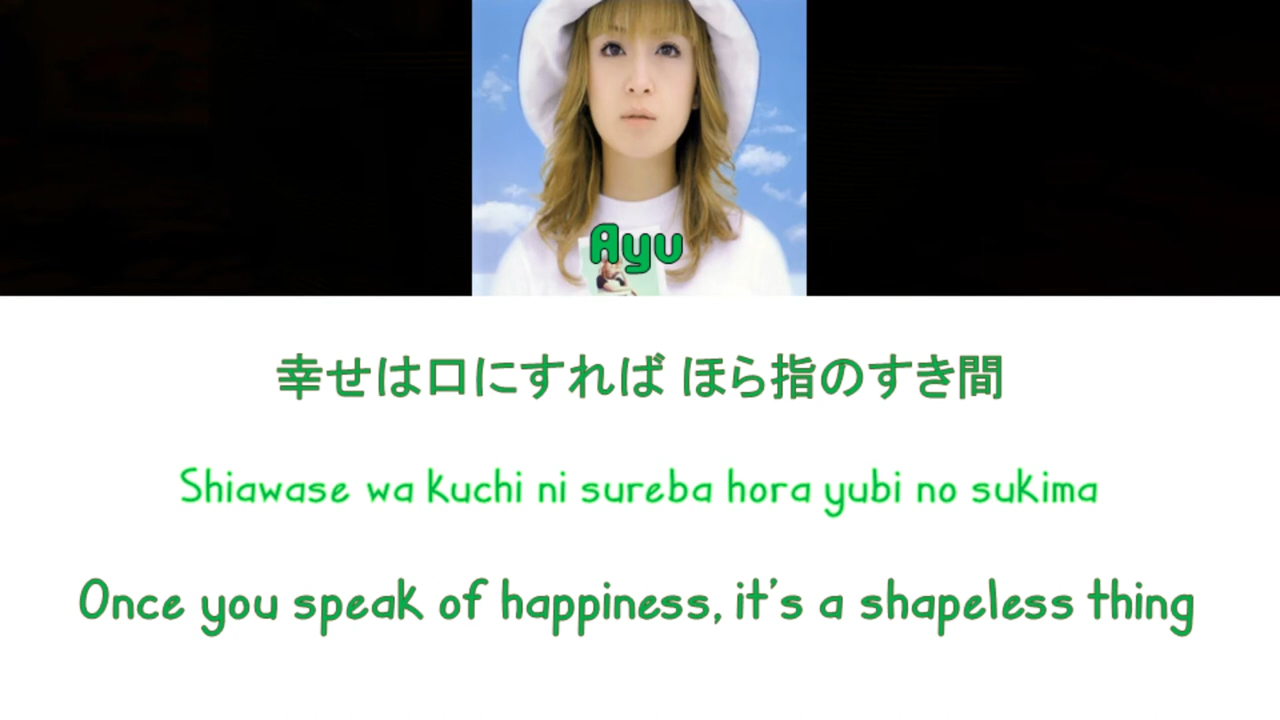 Ayu
幸せは口にすれば ほら指のすき間
Shiawase wa kuchi ni sureba hora yubi no sukima
Once you speak of happiness, it's a shapeless thing